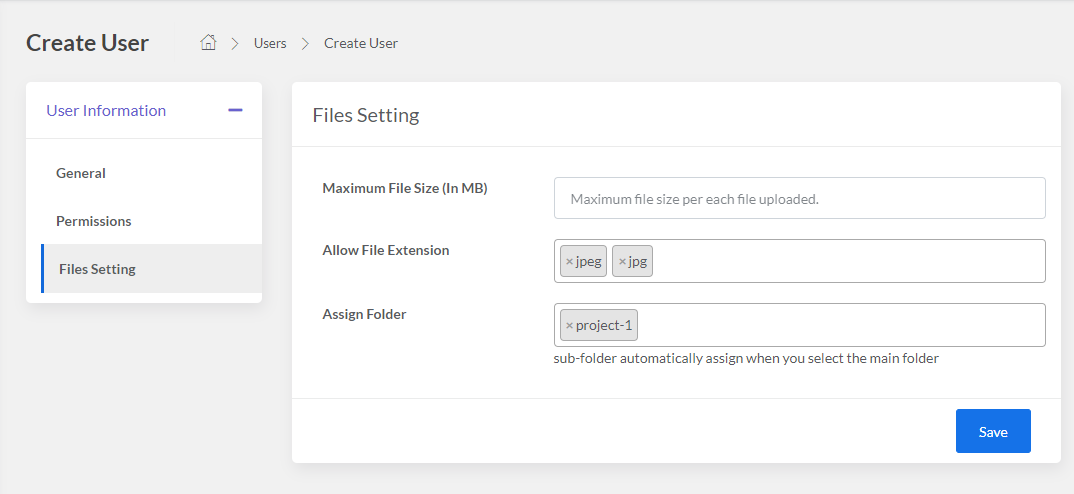 Create User
Users
Create User
User Information
General
Permissions
Files Setting
Files Setting
Maximum File Size (In MB)
Maximum file size per each file uploaded.
Allow File Extension
×jpeg ×jpg
Assign Folder
×project-1
sub-folder automatically assign when you select the main folder
Save